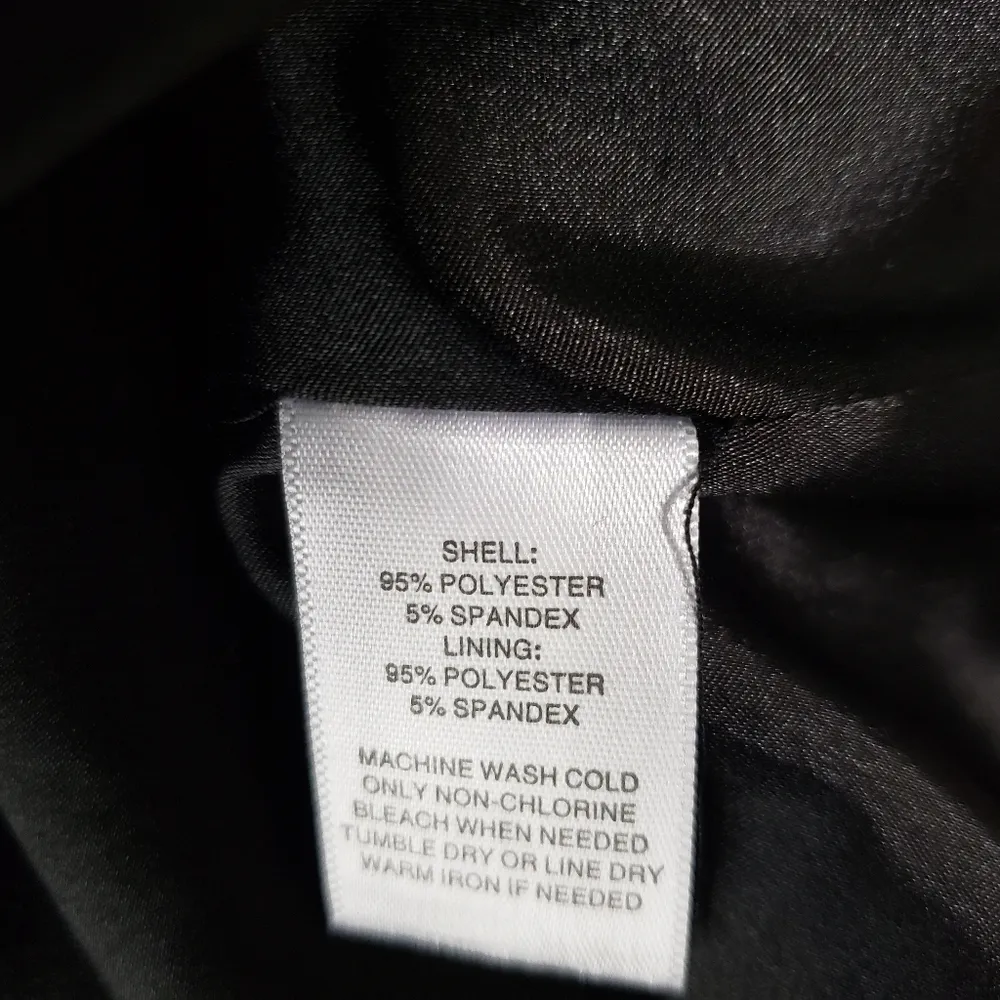 SHELL:
95% POLYESTER
5% SPANDEX
LINING:
95% POLYESTER
5% SPANDEX
MACHINE WASH COLD
ONLY NON-CHLORINE
BLEACH WHEN NEEDED
TUMBLE DRY OR LINE DRY
WARM IRON IF NEEDED